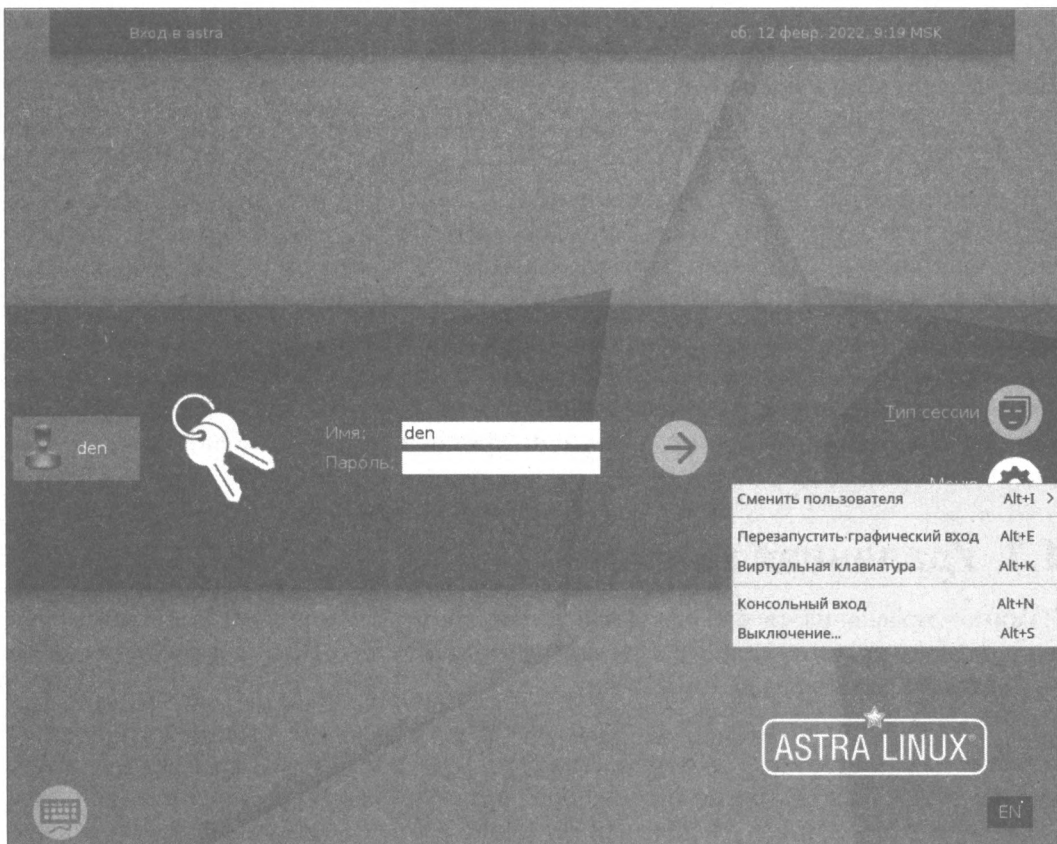 Вход в astra
сб, 12 февр. 2022, 9:19 MSK
den
Имя: den
Пароль:
Тип сессии
Меню
Сменить пользователя Alt+I >
Перезапустить графический вход Alt+E
Виртуальная клавиатура Alt+K
Консольный вход Alt+N
Выключение... Alt+S
ASTRA LINUX®
EN